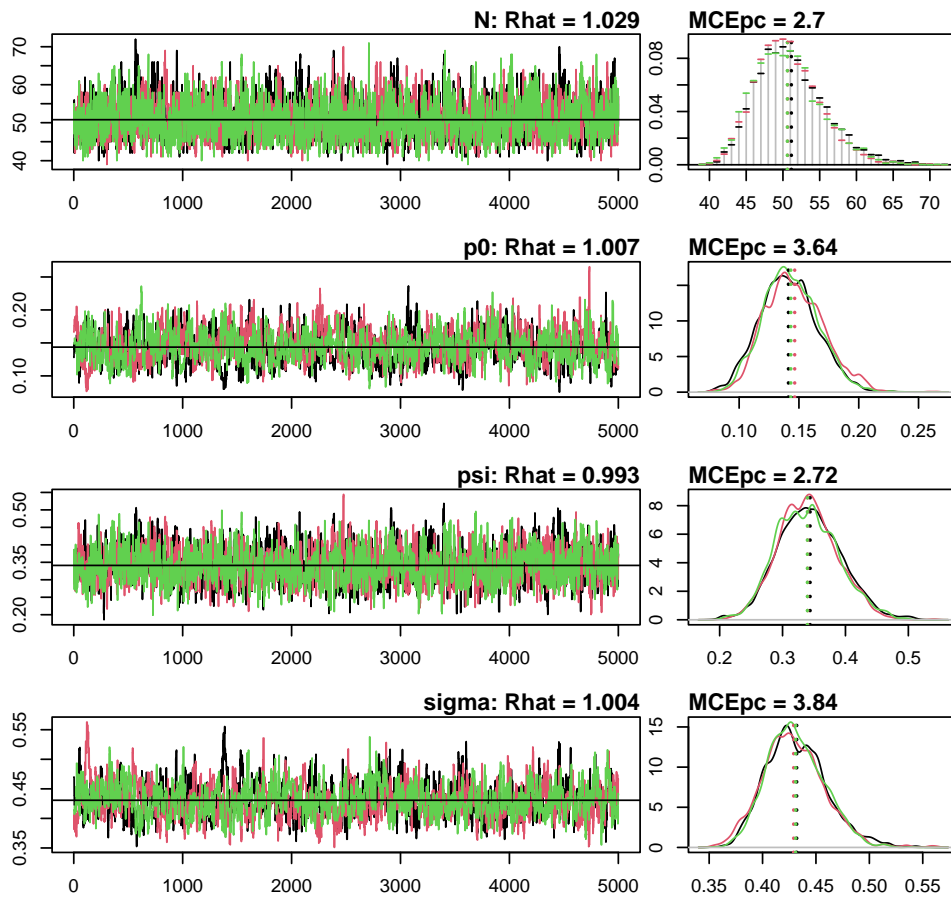 N: Rhat = 1.029 MCEpc = 2.7
40 50 60 70
0 1000 2000 3000 4000 5000
0.00 0.04 0.08
40 45 50 55 60 65 70
p0: Rhat = 1.007 MCEpc = 3.64
0.10 0.20
0 1000 2000 3000 4000 5000
0 5 10
0.10 0.15 0.20 0.25
psi: Rhat = 0.993 MCEpc = 2.72
0.20 0.35 0.50
0 1000 2000 3000 4000 5000
0 2 4 6 8
0.2 0.3 0.4 0.5
sigma: Rhat = 1.004 MCEpc = 3.84
0.35 0.45 0.55
0 1000 2000 3000 4000 5000
0 5 10 15
0.35 0.40 0.45 0.50 0.55